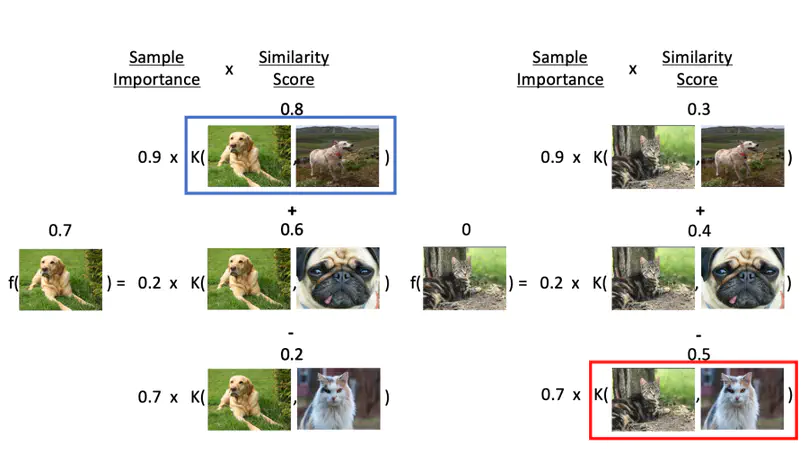 Sample Importance x Similarity Score
0.8
0.9 x K( , )
+
0.6
0.7
f( ) = 0.2 x K( , )
-
0.2
0.7 x K( , )
Sample Importance x Similarity Score
0.3
0.9 x K( , )
+
0.4
0
f( ) = 0.2 x K( , )
-
0.5
0.7 x K( , )